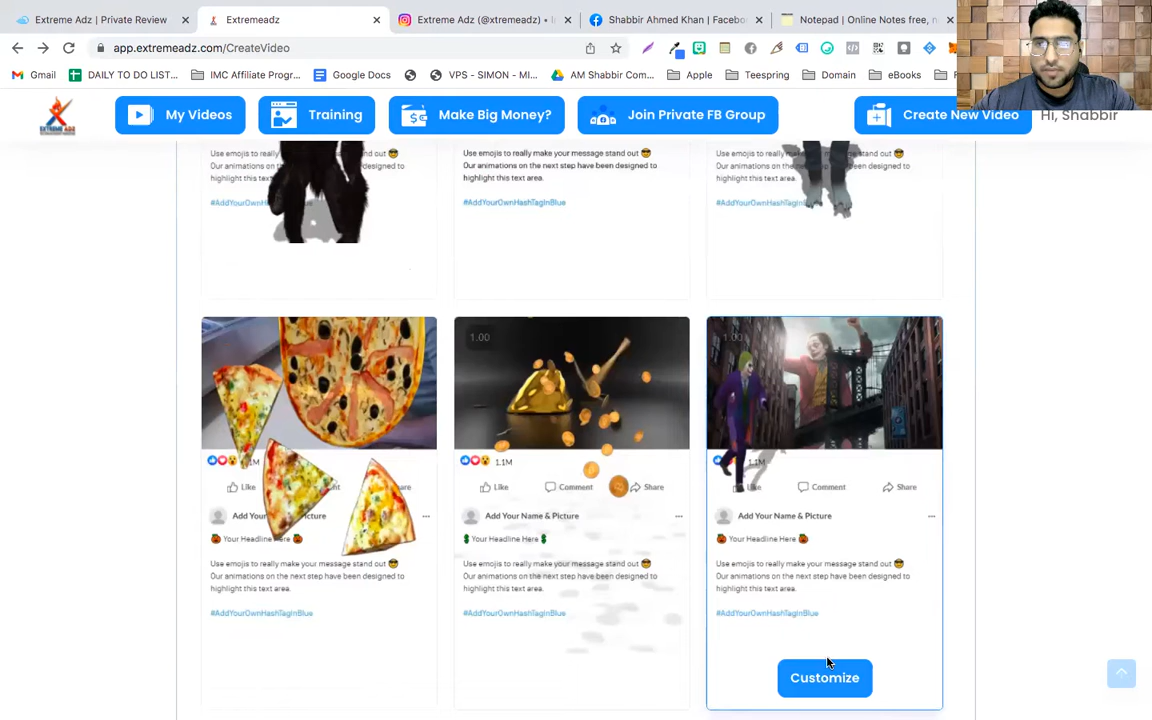 Extreme Adz | Private Review
Extremeadz
Extreme Adz (@xtremeadz) •
Shabbir Ahmed Khan | Facebo
Notepad | Online Notes free, n
app.extremeadz.com/CreateVideo
Gmail
DAILY TO DO LIST...
IMC Affiliate Progr...
Google Docs
VPS - SIMON - MI...
AM Shabbir Com...
Apple
Teespring
Domain
eBooks
EXTREME ADZ
My Videos
Training
Make Big Money?
Join Private FB Group
Create New Video
Hi, Shabbir
Use emojis to really make your message stand out 😎
Our animations on the next step have been designed to
highlight this text area.
#AddYourOwnH
Use emojis to really make your message stand out 😎
Our animations on the next step have been designed to
highlight this text area.
#AddYourOwnHashTagInBlue
Use emojis to really make your message stand out 😎
Our animations on the next step have been designed to
highlight this text area.
#AddYourOwnHashTagInBlue
1.00
1.00
1M
Like
Add Your
Picture
🎃 Your Headline Here 🎃
Use emojis to really make your message stand out 😎
Our animations on the next step have been designed to
highlight this text area.
#AddYourOwnHashTagInBlue
1.1M
Like
Comment
Share
Add Your Name & Picture
💲 Your Headline Here 💲
Use emojis to really make your message stand out 😎
Our animations on the next step have been designed to
highlight this text area.
#AddYourOwnHashTagInBlue
1.1M
Like
Comment
Share
Add Your Name & Picture
🎃 Your Headline Here 🎃
Use emojis to really make your message stand out 😎
Our animations on the next step have been designed to
highlight this text area.
#AddYourOwnHashTagInBlue
Customize